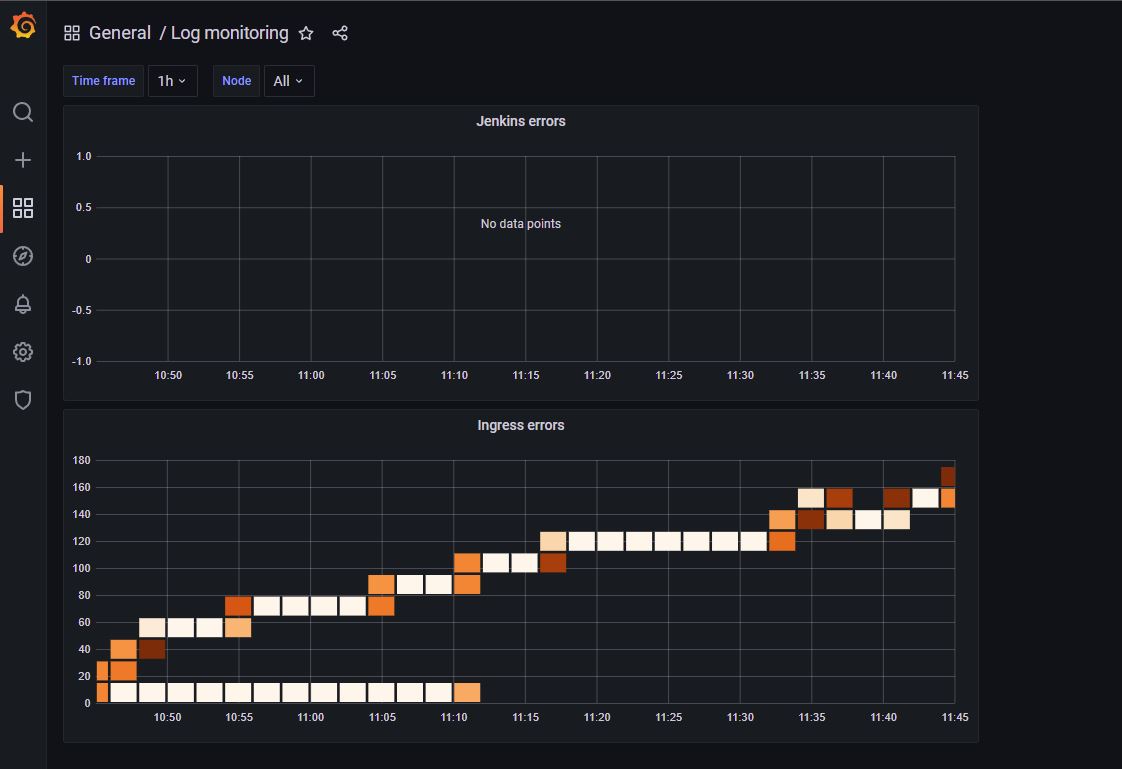 General / Log monitoring
Time frame 1h Node All
Jenkins errors
1.0
0.5
No data points
0
-0.5
-1.0
10:50 10:55 11:00 11:05 11:10 11:15 11:20 11:25 11:30 11:35 11:40 11:45
Ingress errors
180
160
140
120
100
80
60
40
20
0
10:50 10:55 11:00 11:05 11:10 11:15 11:20 11:25 11:30 11:35 11:40 11:45